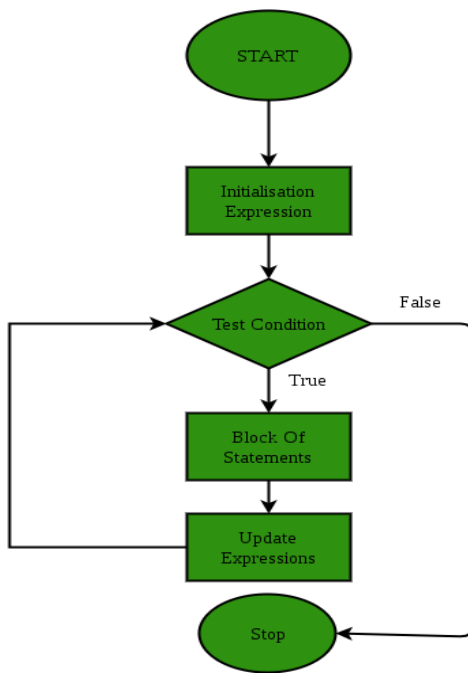 START
Initialisation
Expression
Test Condition
False
True
Block Of
Statements
Update
Expressions
Stop